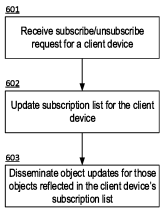 601
Receive subscribe/unsubscribe
request for a client device
602
Update subscription list for the client
device
603
Disseminate object updates for those
objects reflected in the client device's
subscription list